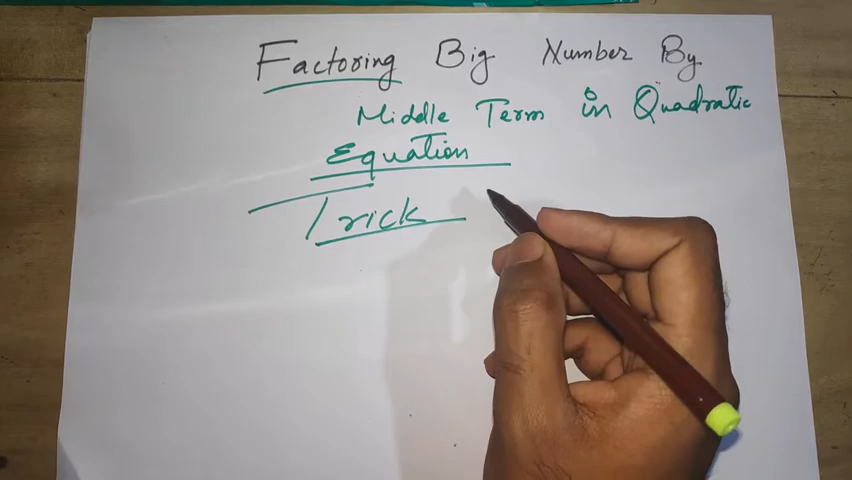 Factoring Big Number By
Middle Term in Quadratic
Equation
Trick